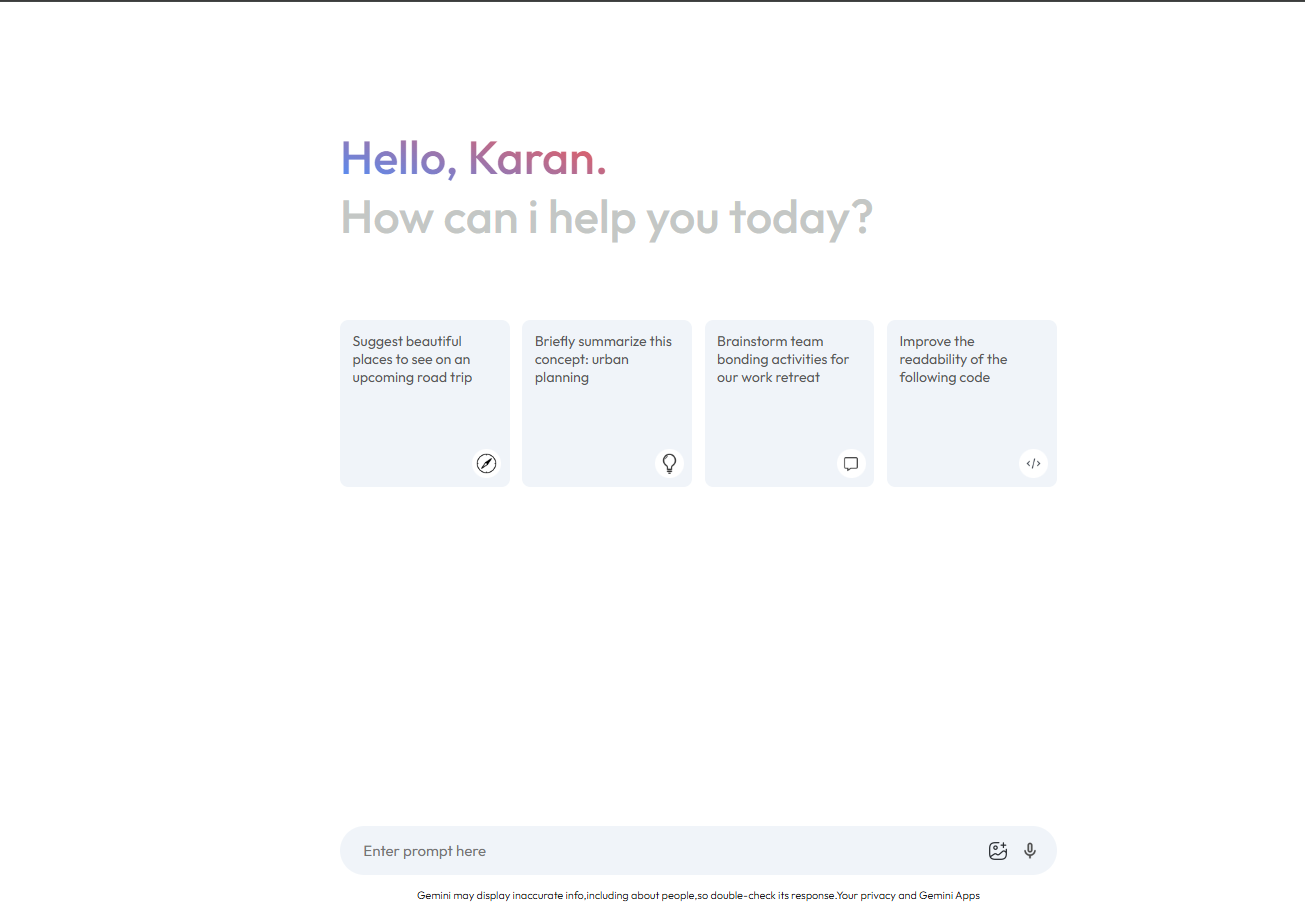 Hello, Karan.
How can i help you today?
Suggest beautiful
places to see on an
upcoming road trip
Briefly summarize this
concept: urban
planning
Brainstorm team
bonding activities for
our work retreat
Improve the
readability of the
following code
Enter prompt here
Gemini may display inaccurate info,including about people,so double-check its response.Your privacy and Gemini Apps